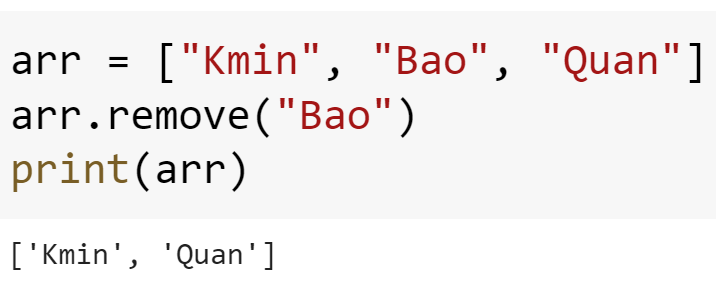 arr = ["Kmin", "Bao", "Quan"]
arr.remove("Bao")
print(arr)
['Kmin', 'Quan']